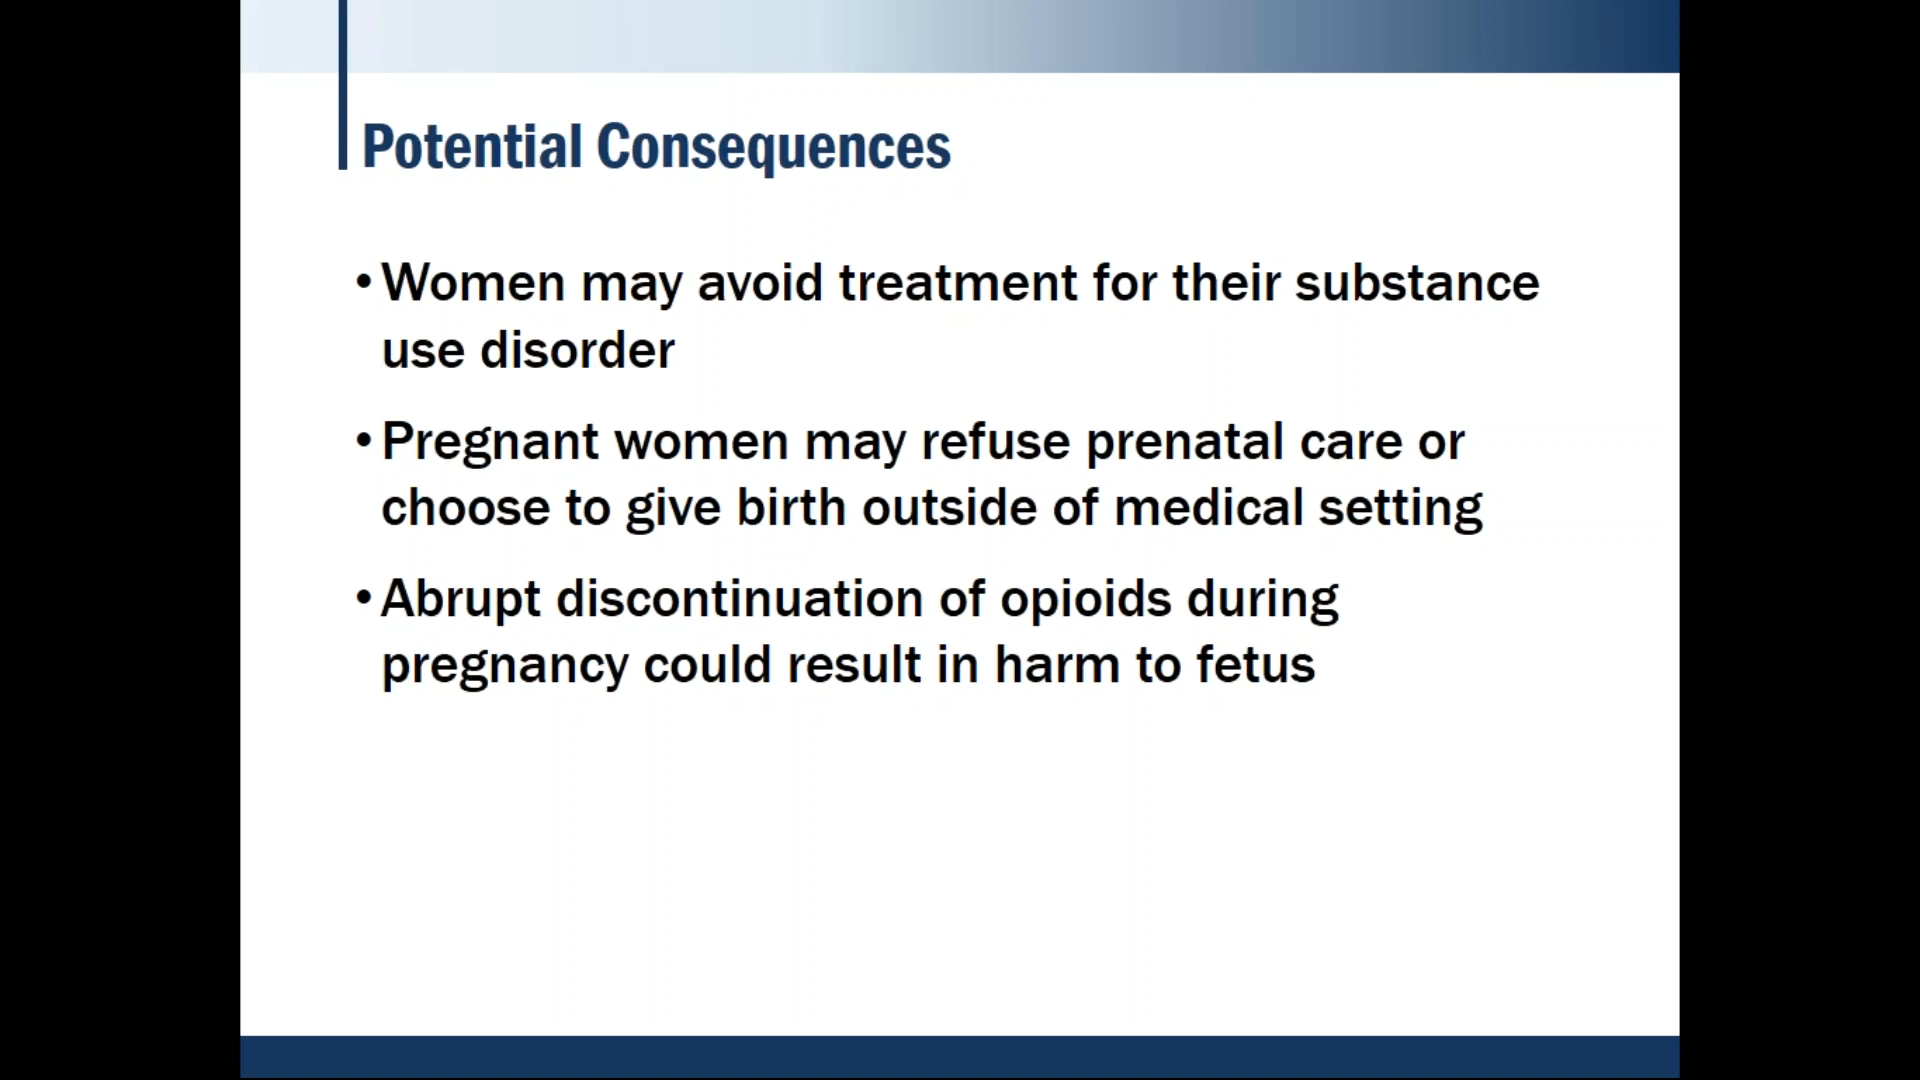 Potential Consequences
• Women may avoid treatment for their substance
use disorder
• Pregnant women may refuse prenatal care or
choose to give birth outside of medical setting
• Abrupt discontinuation of opioids during
pregnancy could result in harm to fetus